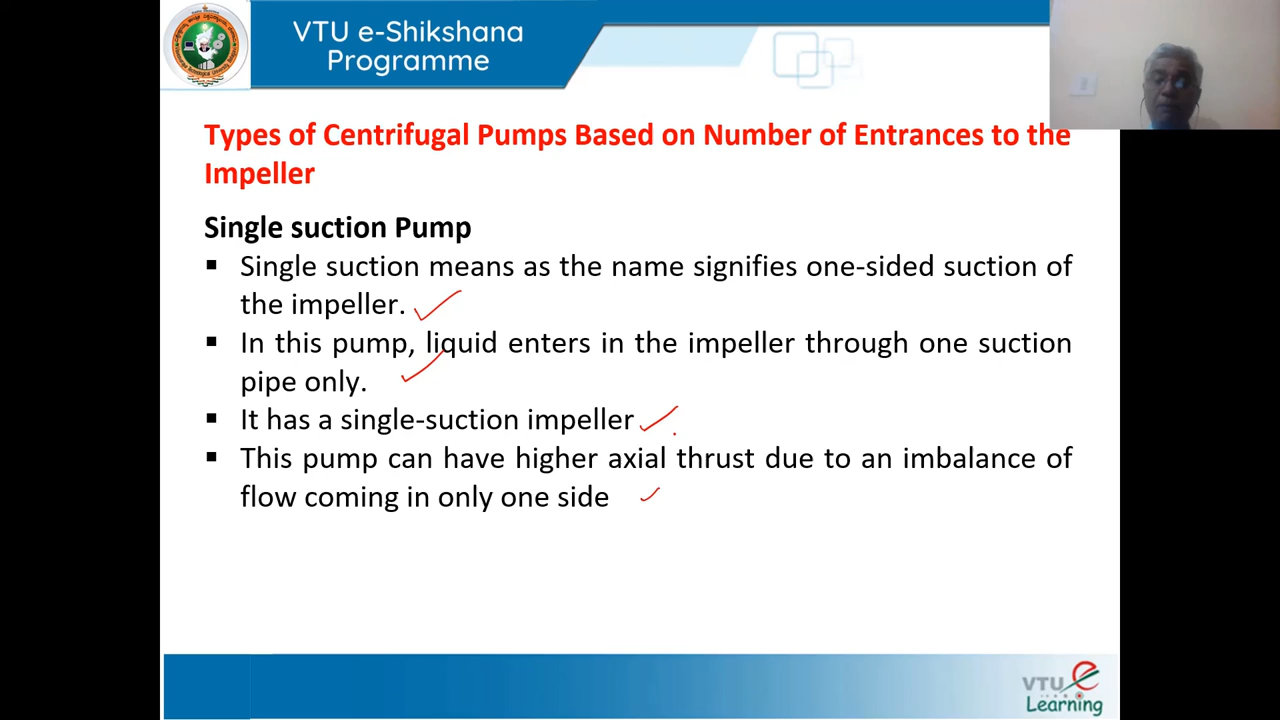 VTU e-Shikshana
Programme
Types of Centrifugal Pumps Based on Number of Entrances to the
Impeller
Single suction Pump
▪ Single suction means as the name signifies one-sided suction of
the impeller.
▪ In this pump, liquid enters in the impeller through one suction
pipe only.
▪ It has a single-suction impeller
▪ This pump can have higher axial thrust due to an imbalance of
flow coming in only one side
VTU e
Learning